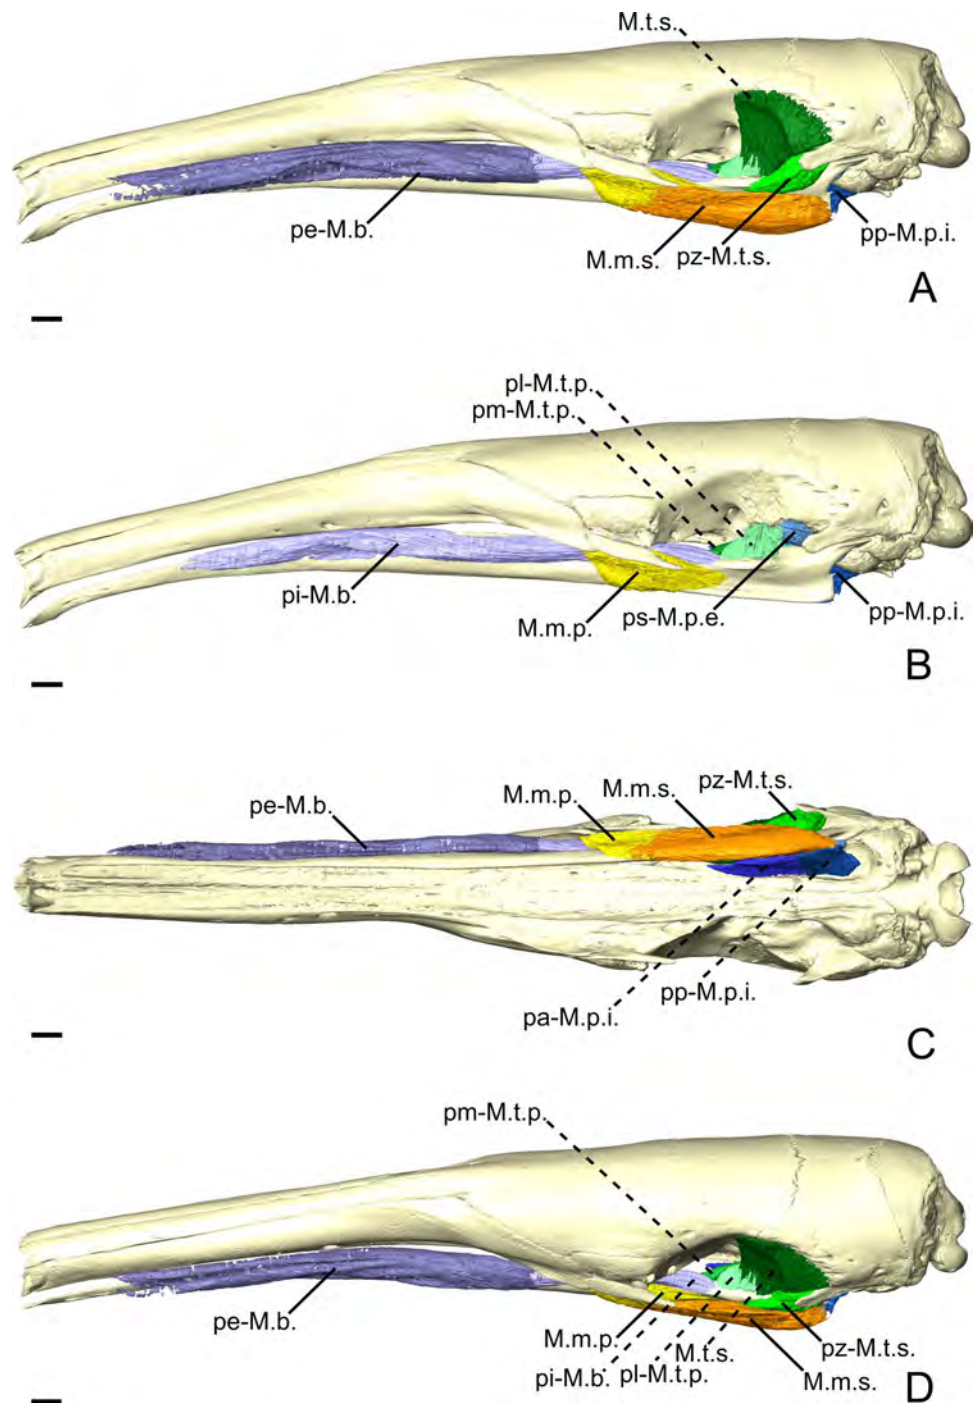 M.t.s.
pe-M.b.
M.m.s.
pz-M.t.s.
pp-M.p.i.
A
pl-M.t.p.
pm-M.t.p.
pi-M.b.
M.m.p.
ps-M.p.e.
pp-M.p.i.
B
pe-M.b.
M.m.p.
M.m.s.
pz-M.t.s.
pa-M.p.i.
pp-M.p.i.
C
pm-M.t.p.
pe-M.b.
M.m.p.
pi-M.b.
pl-M.t.p.
M.t.s.
pz-M.t.s.
M.m.s.
D